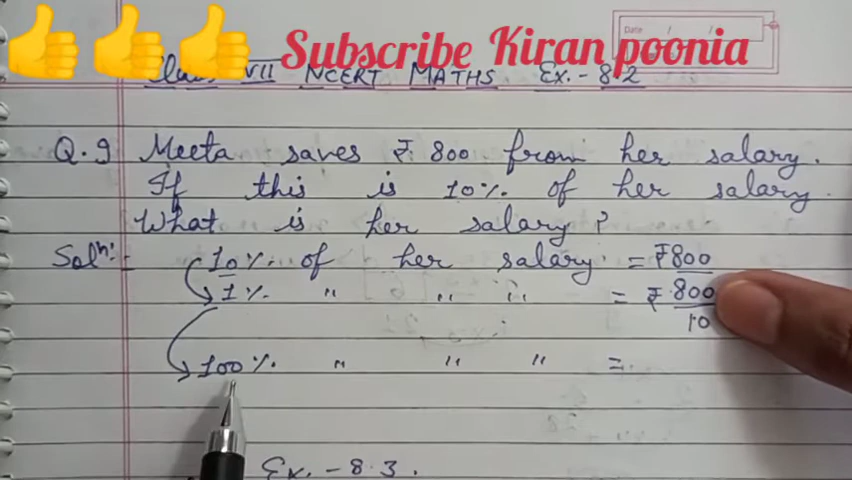 Subscribe Kiran poonia
Date / /
Class VII NCERT MATHS Ex.- 8.2
Q.9 Meeta saves ₹ 800 from her salary.
If this is 10% of her salary.
What is her salary?
Solⁿ:- 10% of her salary = ₹800
1% " " " = ₹ 800
10
100% " " " =
Ex. - 8.3.